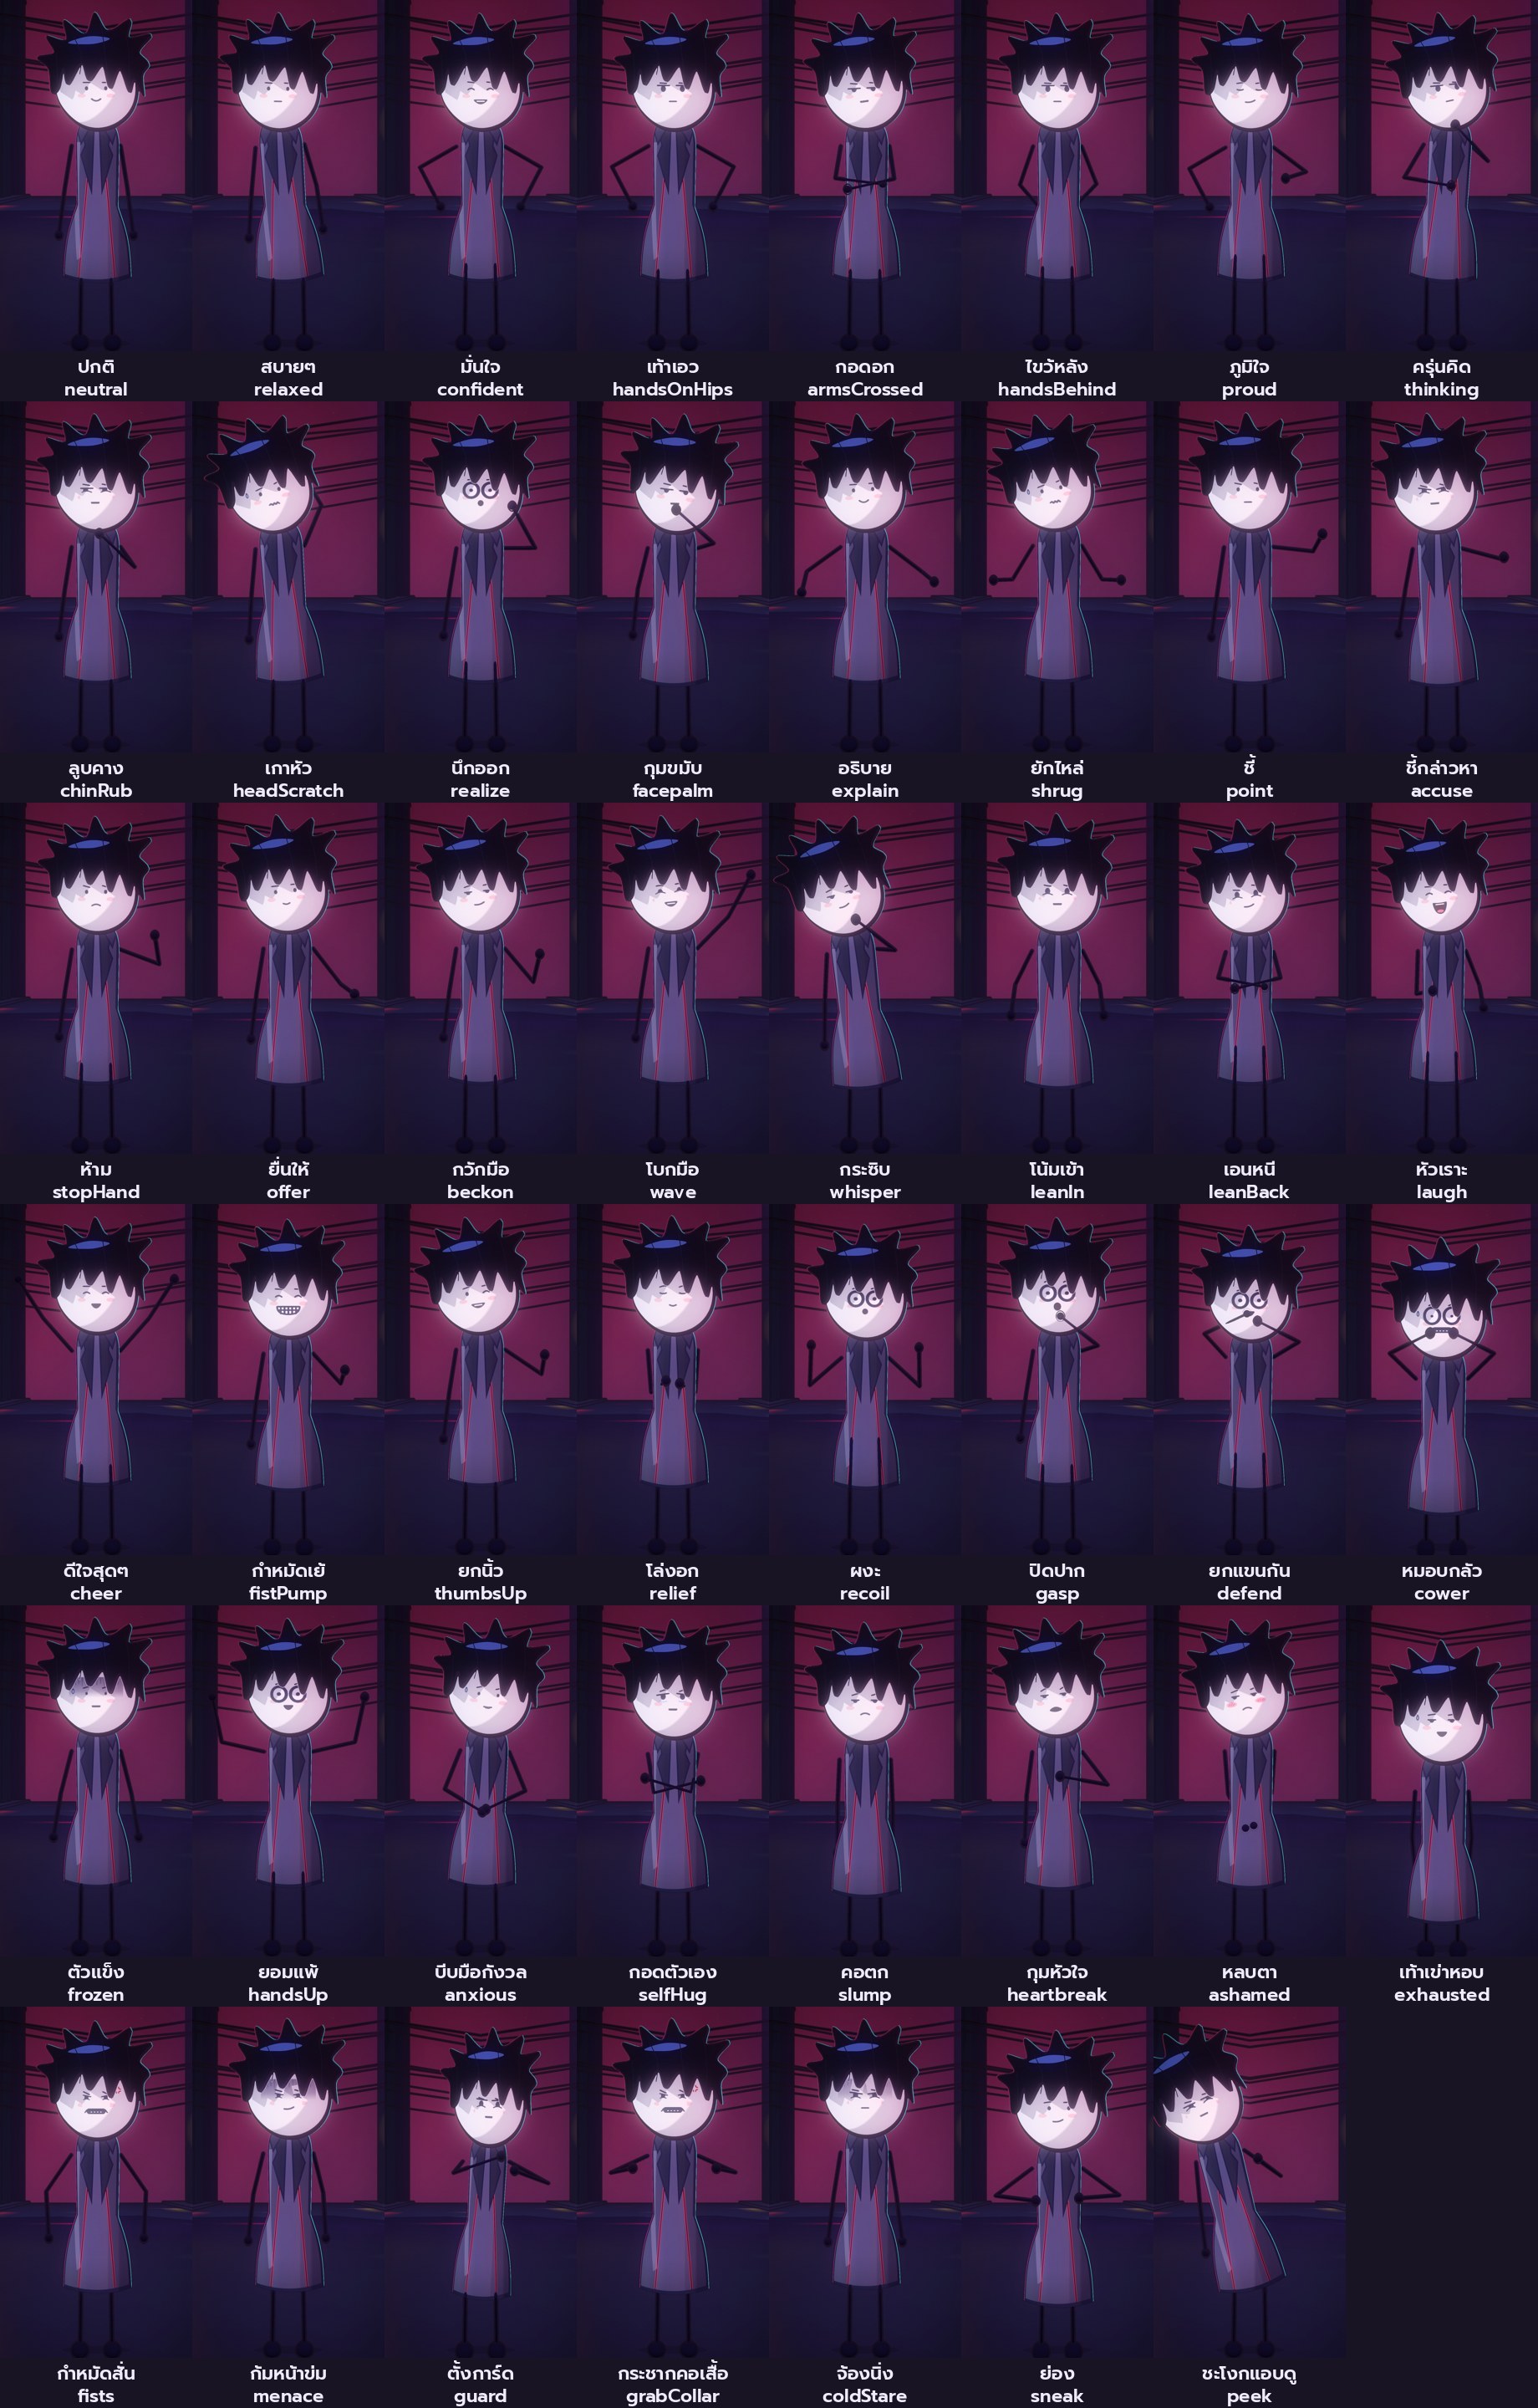 ปกติ
neutral
สบายๆ
relaxed
มั่นใจ
confident
เท้าเอว
handsOnHips
กอดอก
armsCrossed
ไขว้หลัง
handsBehind
ภูมิใจ
proud
ครุ่นคิด
thinking
ลูบคาง
chinRub
เกาหัว
headScratch
นึกออก
realize
กุมขมับ
facepalm
อธิบาย
explain
ยักไหล่
shrug
ชี้
point
ชี้กล่าวหา
accuse
ห้าม
stopHand
ยื่นให้
offer
กวักมือ
beckon
โบกมือ
wave
กระซิบ
whisper
โน้มเข้า
leanIn
เอนหนี
leanBack
หัวเราะ
laugh
ดีใจสุดๆ
cheer
กำหมัดเย้
fistPump
ยกนิ้ว
thumbsUp
โล่งอก
relief
ผงะ
recoil
ปิดปาก
gasp
ยกแขนกัน
defend
หมอบกลัว
cower
ตัวแข็ง
frozen
ยอมแพ้
handsUp
บีบมือกังวล
anxious
กอดตัวเอง
selfHug
คอตก
slump
กุมหัวใจ
heartbreak
หลบตา
ashamed
เท้าเข่าหอบ
exhausted
กำหมัดสั่น
fists
ก้มหน้าข่ม
menace
ตั้งการ์ด
guard
กระชากคอเสื้อ
grabCollar
จ้องนิ่ง
coldStare
ย่อง
sneak
ชะโงกแอบดู
peek